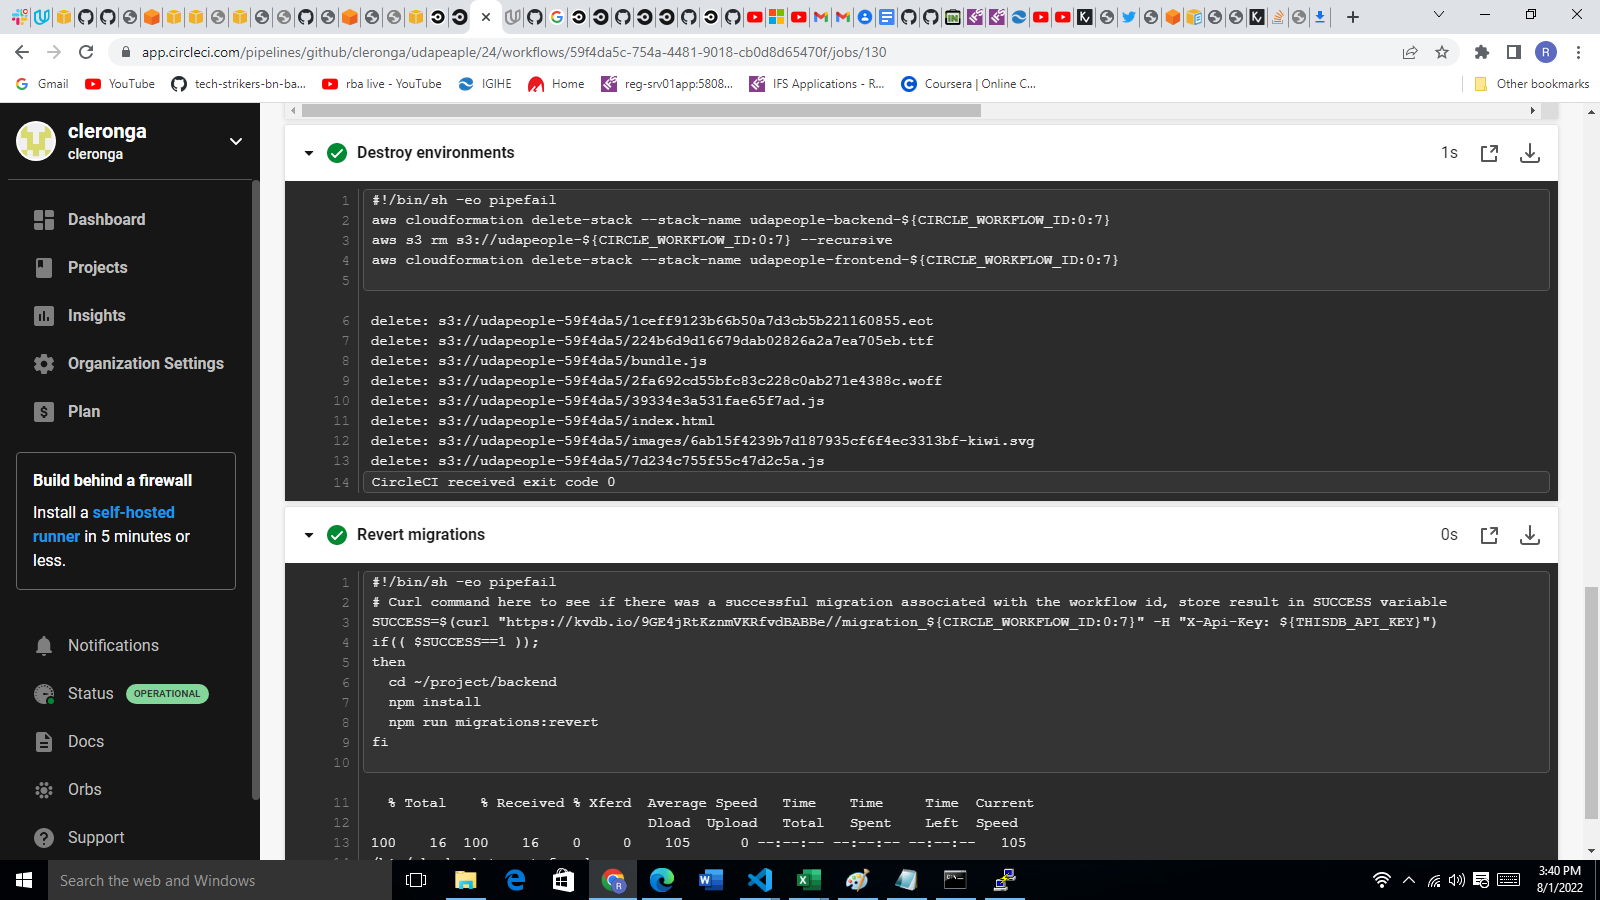 app.circleci.com/pipelines/github/cleronga/udapeaple/24/workflows/59f4da5c-754a-4481-9018-cb0d8d65470f/jobs/130
R
Gmail YouTube tech-strikers-bn-ba... rba live - YouTube IGIHE Home reg-srv01app:5808... IFS Applications - R... Coursera | Online C... Other bookmarks
cleronga
cleronga
Dashboard
Projects
Insights
Organization Settings
Plan
Build behind a firewall
Install a self-hosted
runner in 5 minutes or
less.
Notifications
Status OPERATIONAL
Docs
Orbs
Support
Destroy environments 1s
1 #!/bin/sh -eo pipefail
2 aws cloudformation delete-stack --stack-name udapeople-backend-${CIRCLE_WORKFLOW_ID:0:7}
3 aws s3 rm s3://udapeople-${CIRCLE_WORKFLOW_ID:0:7} --recursive
4 aws cloudformation delete-stack --stack-name udapeople-frontend-${CIRCLE_WORKFLOW_ID:0:7}
5
6 delete: s3://udapeople-59f4da5/1ceff9123b66b50a7d3cb5b221160855.eot
7 delete: s3://udapeople-59f4da5/224b6d9d16679dab02826a2a7ea705eb.ttf
8 delete: s3://udapeople-59f4da5/bundle.js
9 delete: s3://udapeople-59f4da5/2fa692cd55bfc83c228c0ab271e4388c.woff
10 delete: s3://udapeople-59f4da5/39334e3a531fae65f7ad.js
11 delete: s3://udapeople-59f4da5/index.html
12 delete: s3://udapeople-59f4da5/images/6ab15f4239b7d187935cf6f4ec3313bf-kiwi.svg
13 delete: s3://udapeople-59f4da5/7d234c755f55c47d2c5a.js
14 CircleCI received exit code 0
Revert migrations 0s
1 #!/bin/sh -eo pipefail
2 # Curl command here to see if there was a successful migration associated with the workflow id, store result in SUCCESS variable
3 SUCCESS=$(curl "https://kvdb.io/9GE4jRtKznmVKRfvdBABBe//migration_${CIRCLE_WORKFLOW_ID:0:7}" -H "X-Api-Key: ${THISDB_API_KEY}")
4 if(( $SUCCESS==1 ));
5 then
6 cd ~/project/backend
7 npm install
8 npm run migrations:revert
9 fi
10
11 % Total % Received % Xferd Average Speed Time Time Time Current
12 Dload Upload Total Spent Left Speed
13 100 16 100 16 0 0 105 0 --:--:-- --:--:-- --:--:-- 105
Search the web and Windows
3:40 PM
8/1/2022